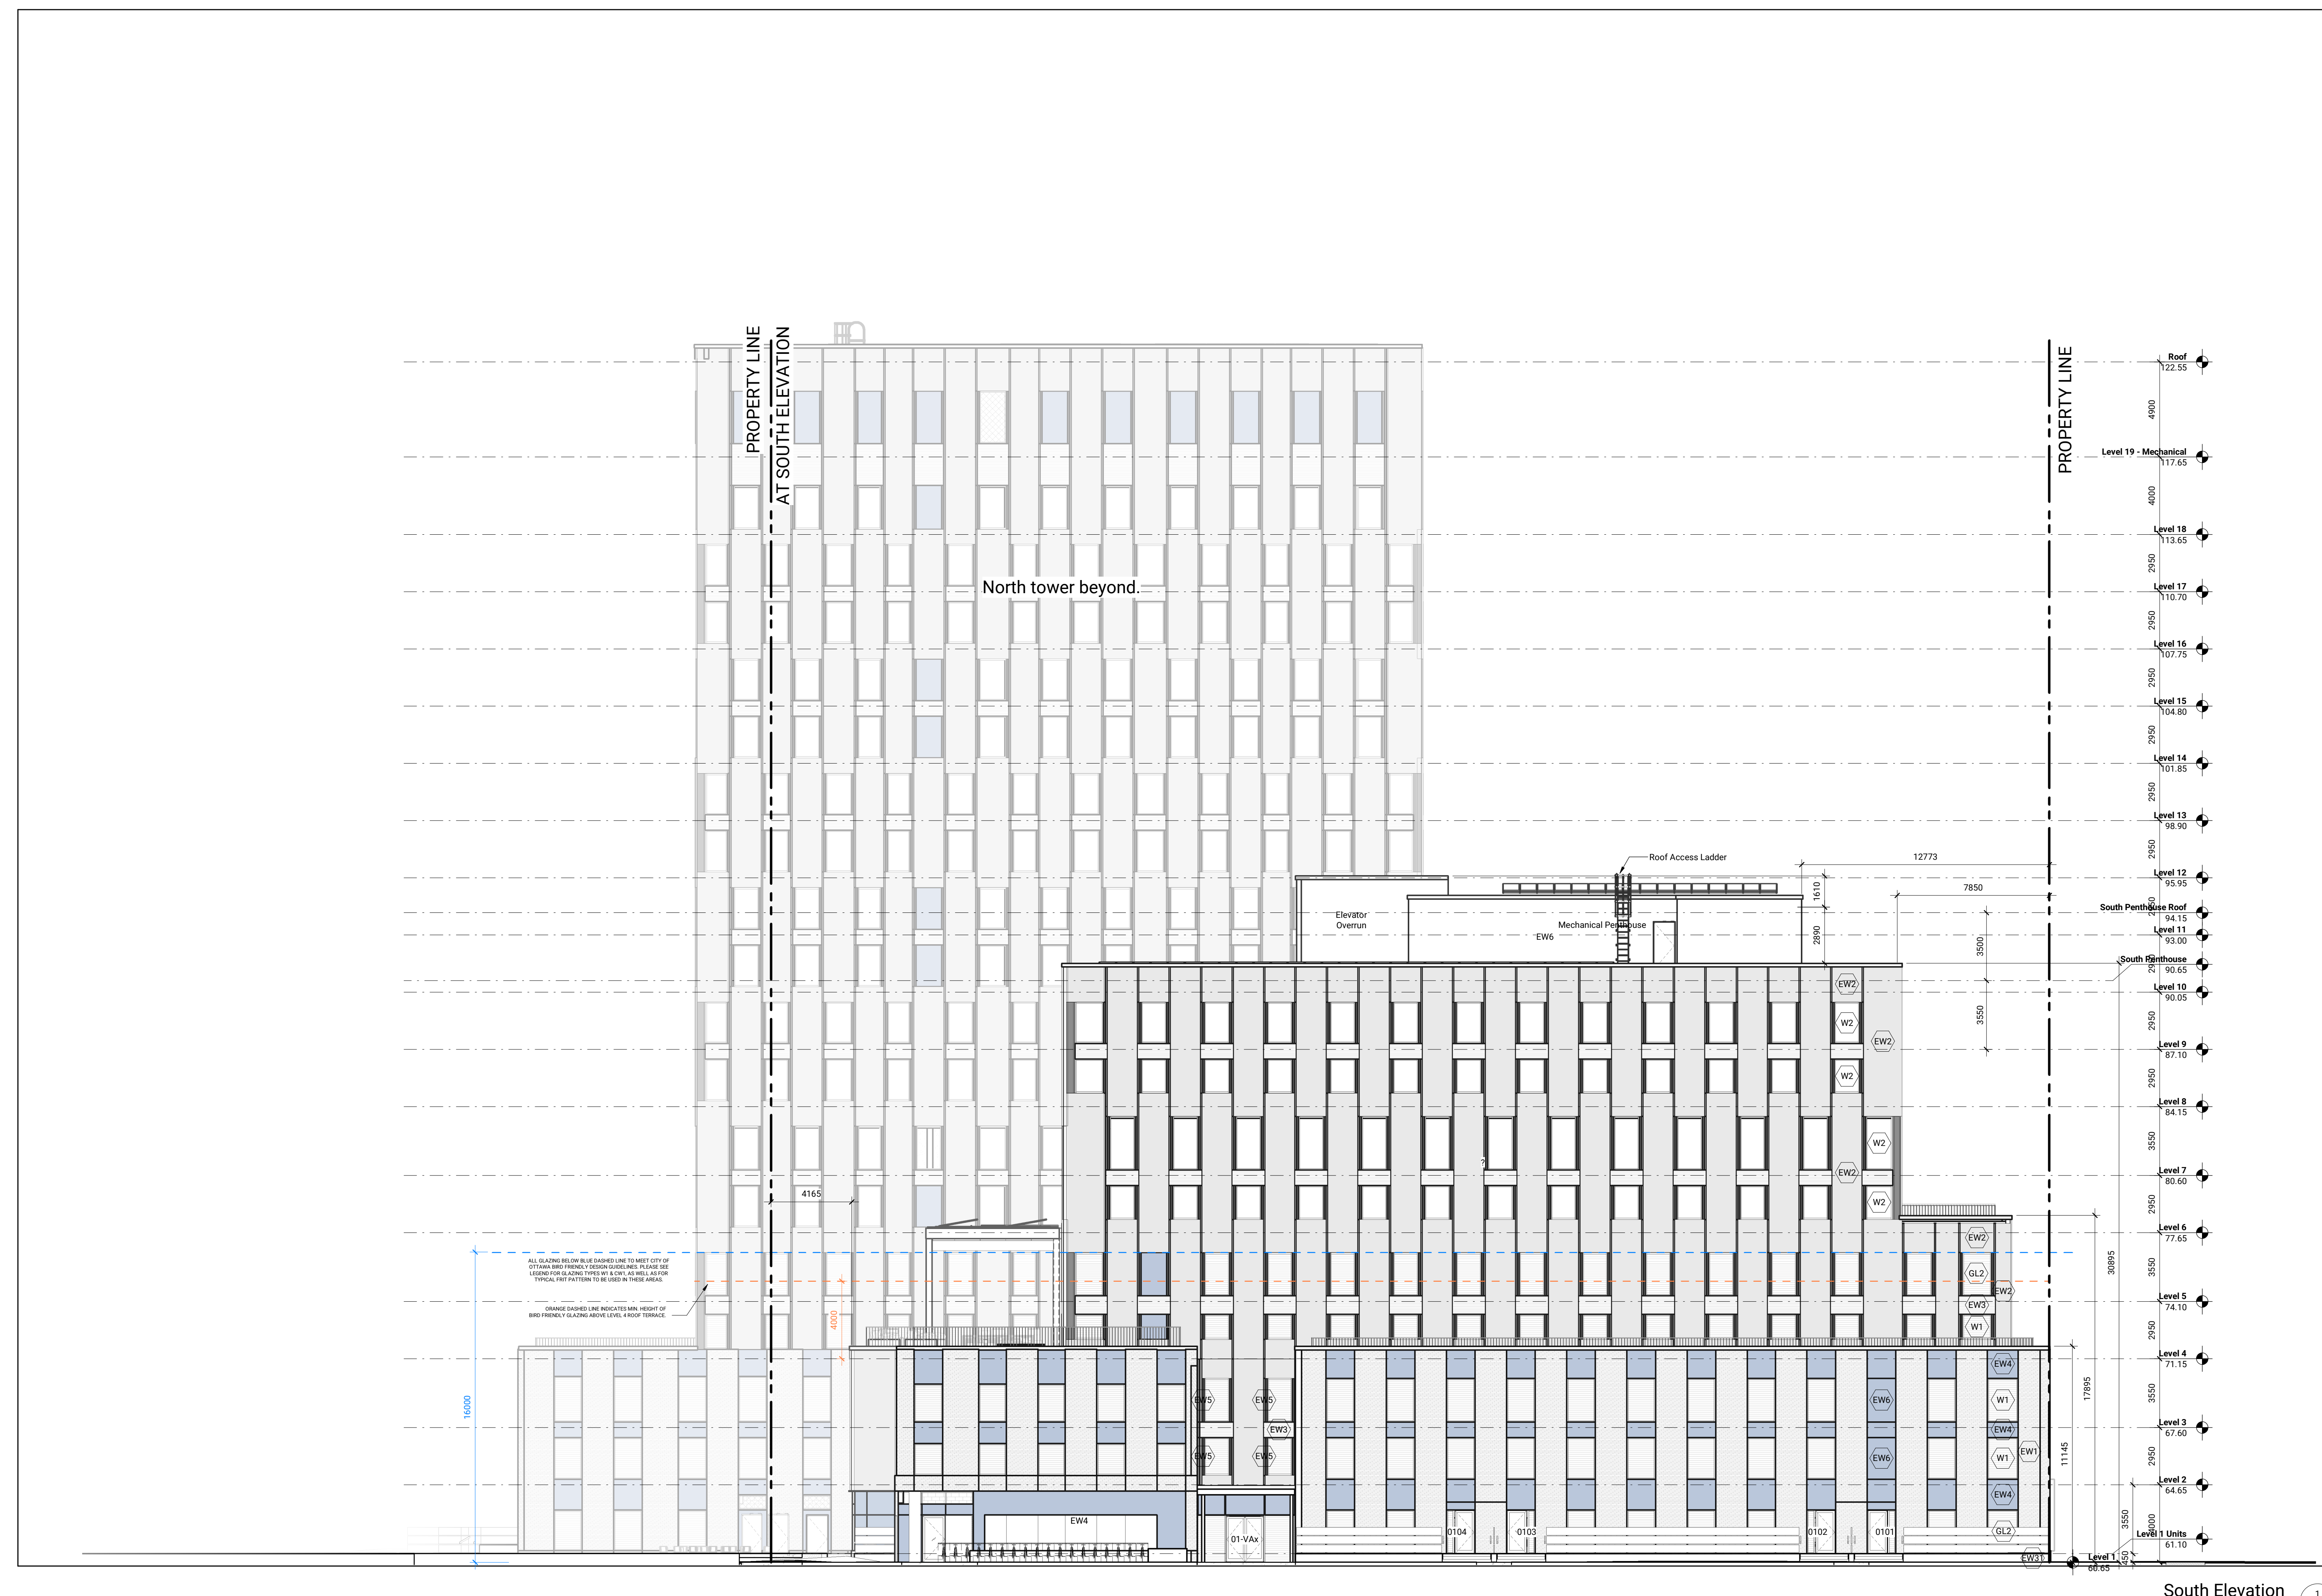 PROPERTY LINE
AT SOUTH ELEVATION
PROPERTY LINE
North tower beyond.
Roof
122.55
4900
Level 19 - Mechanical
117.65
4000
Level 18
113.65
2950
Level 17
110.70
2950
Level 16
107.75
2950
Level 15
104.80
2950
Level 14
101.85
2950
Level 13
98.90
2950
Level 12
95.95
South Penthouse Roof
94.15
Level 11
93.00
South Penthouse
90.65
Level 10
90.05
2950
Level 9
87.10
2950
Level 8
84.15
3550
Level 7
80.60
2950
Level 6
77.65
3550
Level 5
74.10
2950
Level 4
71.15
3550
Level 3
67.60
2950
Level 2
64.65
4000
Level 1 Units
61.10
Level 1
60.65
3550
450
Roof Access Ladder
12773
7850
1610
2890
3500
3550
Elevator
Overrun
Mechanical Penthouse
EW6
EW2
W2
EW2
W2
W2
EW2
W2
?
4165
30895
17895
11145
EW2
GL2
EW2
EW3
W1
ALL GLAZING BELOW BLUE DASHED LINE TO MEET CITY OF
OTTAWA BIRD FRIENDLY DESIGN GUIDELINES. PLEASE SEE
LEGEND FOR GLAZING TYPES W1 & CW1, AS WELL AS FOR
TYPICAL FRIT PATTERN TO BE USED IN THESE AREAS.
ORANGE DASHED LINE INDICATES MIN. HEIGHT OF
BIRD FRIENDLY GLAZING ABOVE LEVEL 4 ROOF TERRACE.
4000
16000
EW4
EW5
EW5
EW6
W1
EW3
EW4
EW1
EW5
EW5
EW6
W1
EW4
EW4
01-VAx
0104
0103
0102
0101
GL2
EW31
South Elevation
1